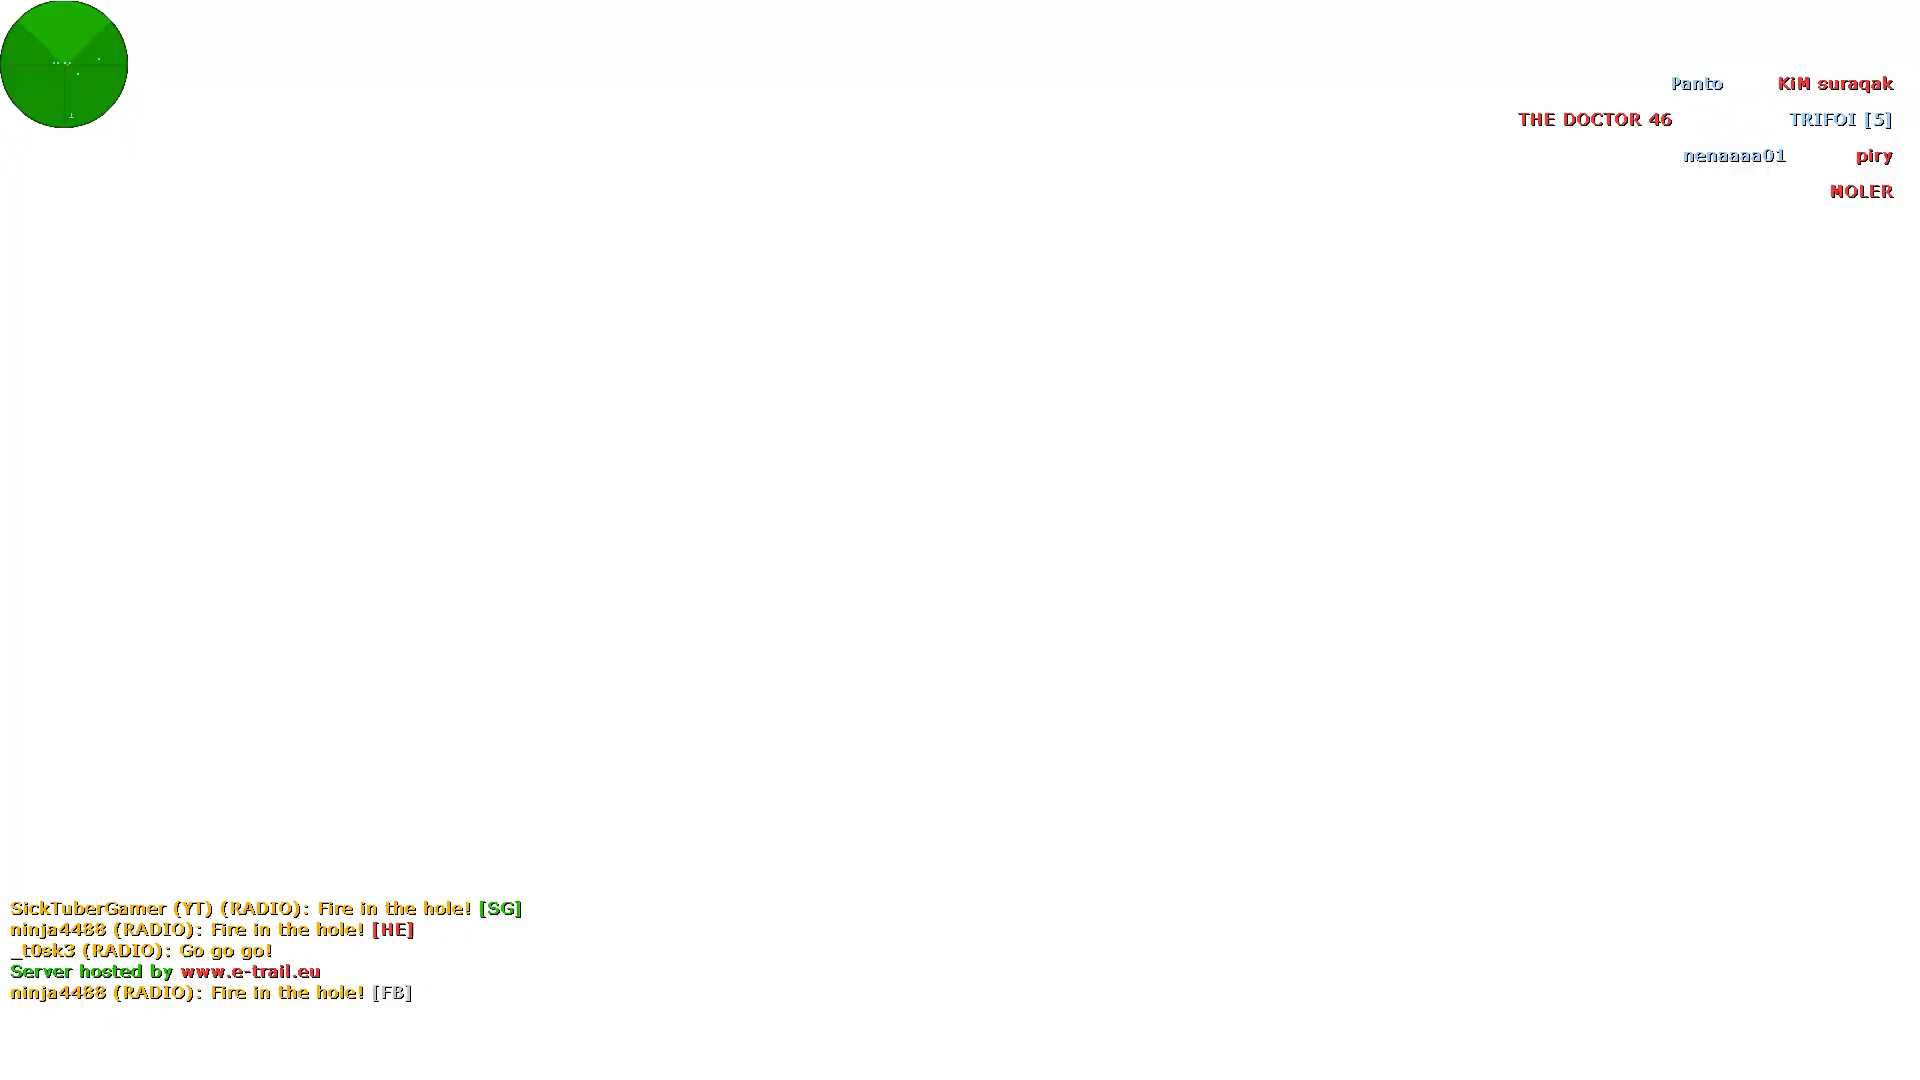 Panto KiM suraqak
THE DOCTOR 46 TRIFOI [5]
nenaaaa01 piry
MOLER
SickTuberGamer (YT) (RADIO): Fire in the hole! [SG]
ninja4488 (RADIO): Fire in the hole! [HE]
_t0sk3 (RADIO): Go go go!
Server hosted by www.e-trail.eu
ninja4488 (RADIO): Fire in the hole! [FB]